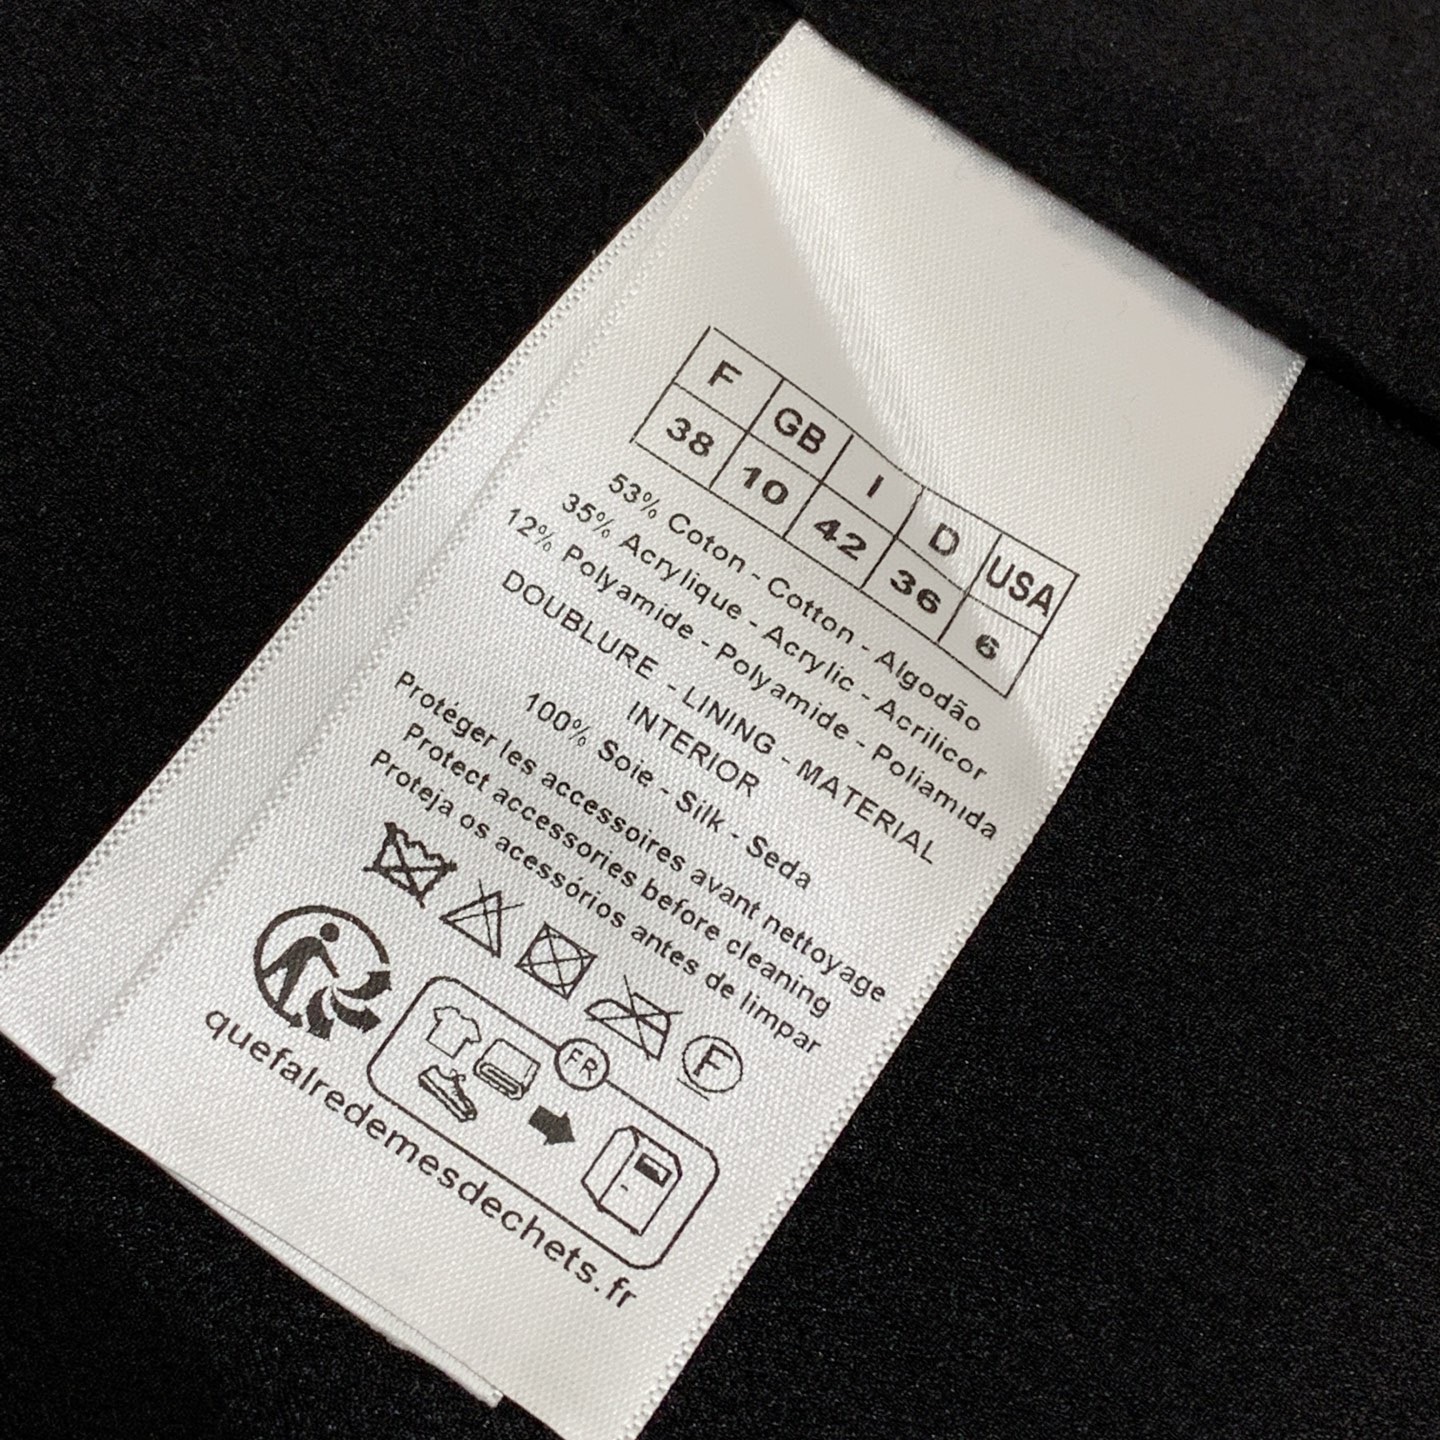 F GB I D USA
38 10 42 36 6
53% Coton - Cotton - Algodão
35% Acrylique - Acrylic - Acrilicor
12% Polyamide - Polyamide - Poliamida
DOUBLURE - LINING - MATERIAL
INTERIOR
100% Soie - Silk - Seda
Protéger les accessoires avant nettoyage
Protect accessories before cleaning
Proteja os acessórios antes de limpar
F
FR
quefairedemesdechets.fr